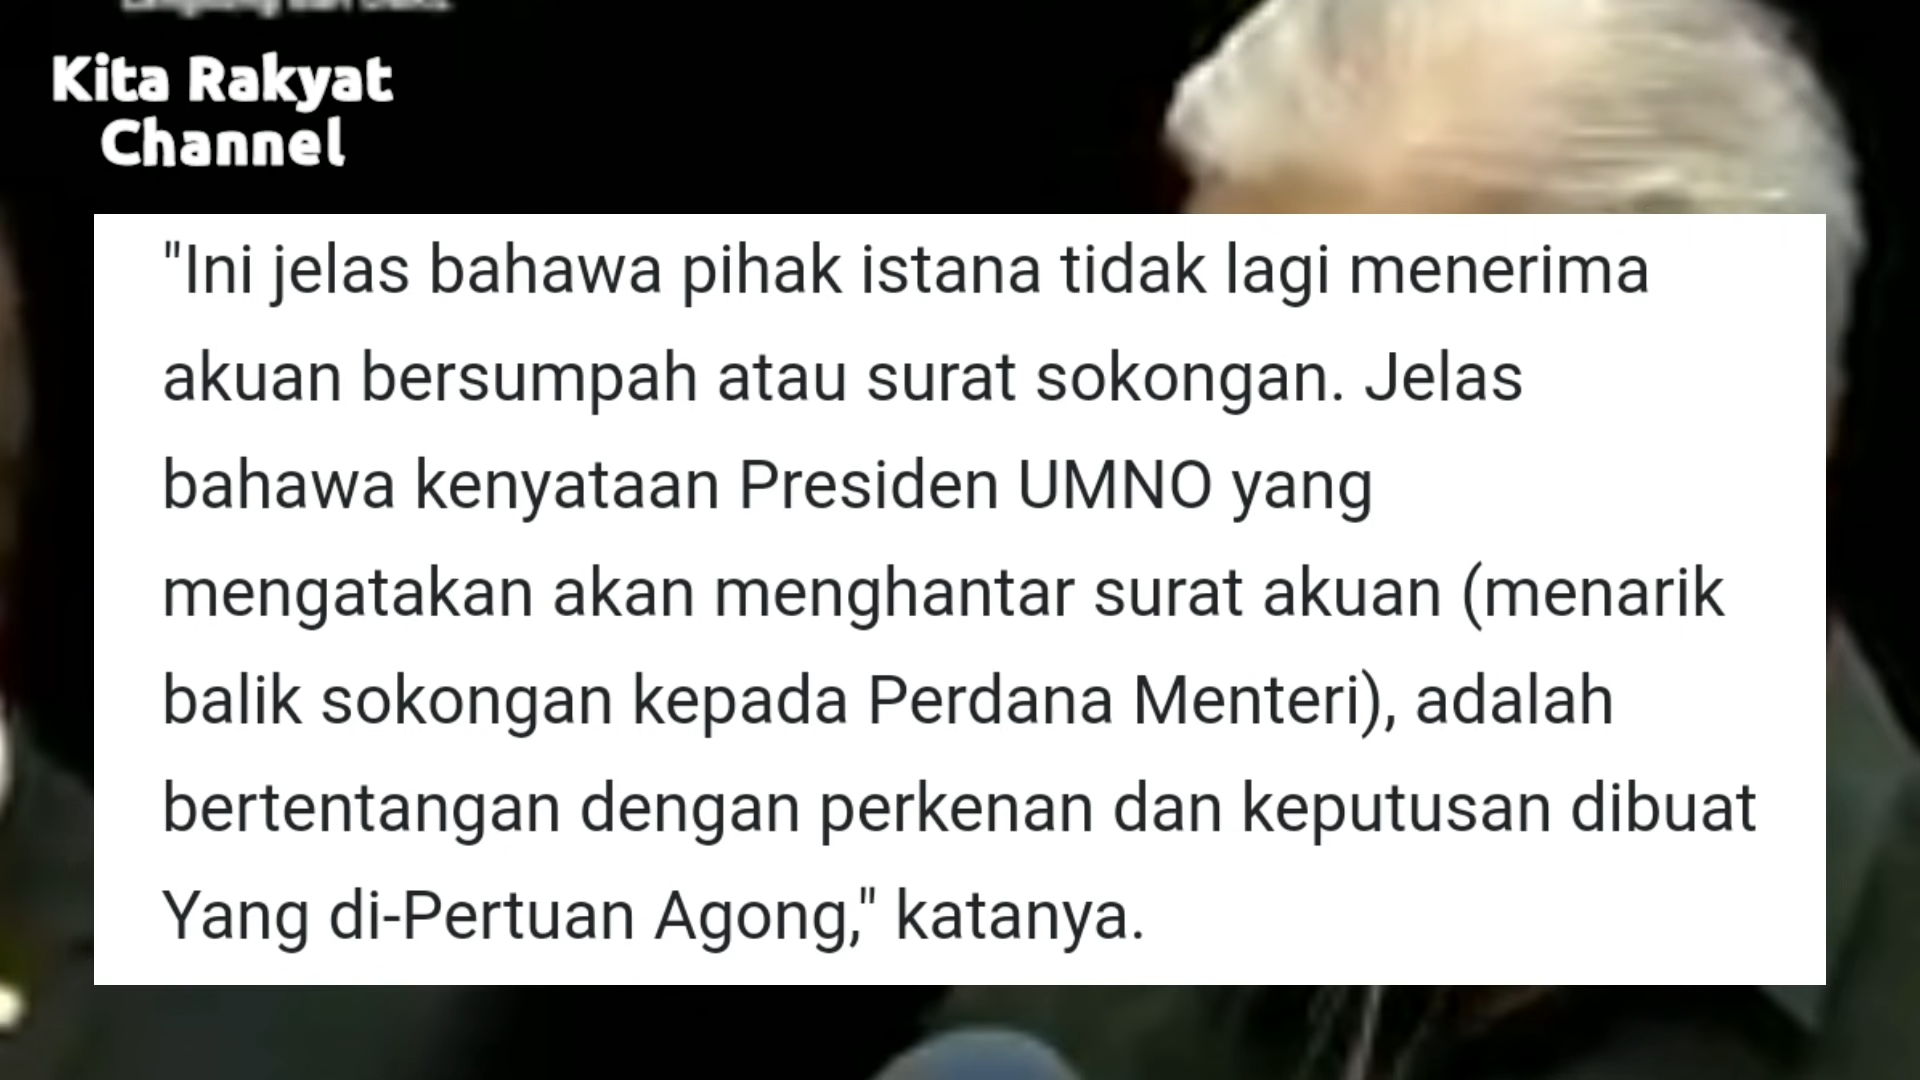 Kita Rakyat
Channel
"Ini jelas bahawa pihak istana tidak lagi menerima
akuan bersumpah atau surat sokongan. Jelas
bahawa kenyataan Presiden UMNO yang
mengatakan akan menghantar surat akuan (menarik
balik sokongan kepada Perdana Menteri), adalah
bertentangan dengan perkenan dan keputusan dibuat
Yang di-Pertuan Agong," katanya.